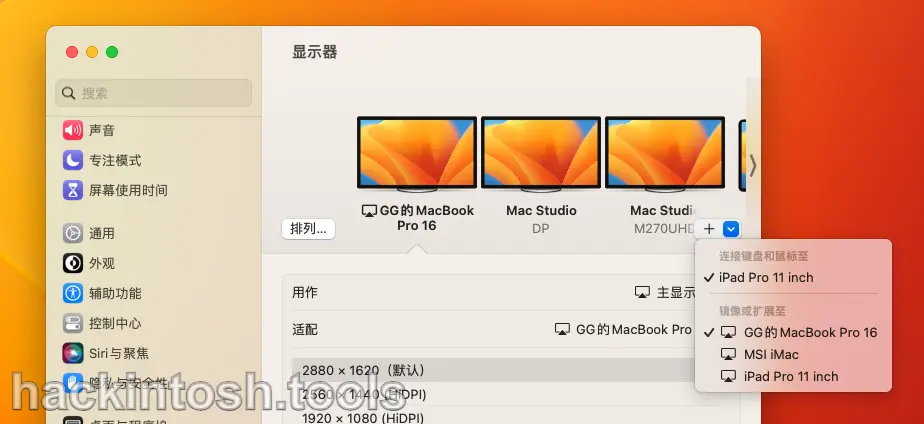 显示器
搜索
声音
专注模式
屏幕使用时间
通用
外观
辅助功能
控制中心
Siri与聚焦
隐私与安全性
桌面与程序坞
GG的MacBook
Pro 16
Mac Studio
DP
Mac Studi
M270UHD
排列...
连接键盘和鼠标至
iPad Pro 11 inch
镜像或扩展至
GG的MacBook Pro 16
MSI iMac
iPad Pro 11 inch
用作
主显示
适配
GG的MacBook Pro
2880 × 1620（默认）
2560 × 1440 (HiDPI)
1920 × 1080 (HiDPI)
hackintosh.tools